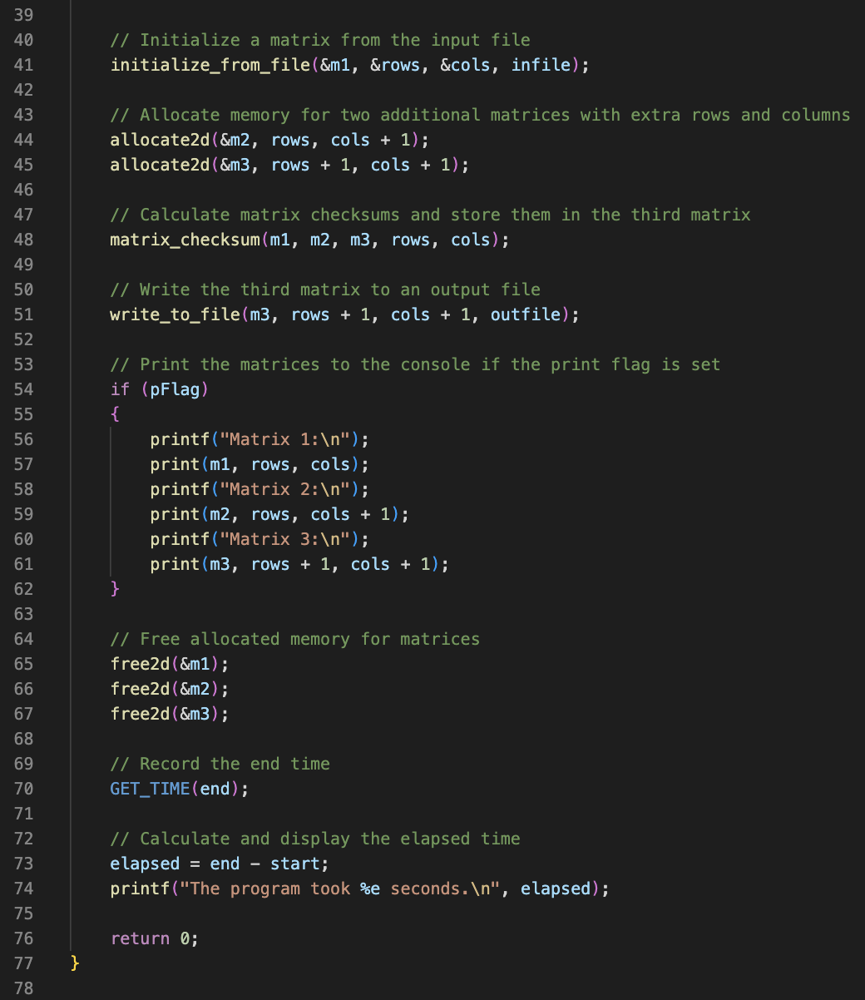 39
40 // Initialize a matrix from the input file
41 initialize_from_file(&m1, &rows, &cols, infile);
42
43 // Allocate memory for two additional matrices with extra rows and columns
44 allocate2d(&m2, rows, cols + 1);
45 allocate2d(&m3, rows + 1, cols + 1);
46
47 // Calculate matrix checksums and store them in the third matrix
48 matrix_checksum(m1, m2, m3, rows, cols);
49
50 // Write the third matrix to an output file
51 write_to_file(m3, rows + 1, cols + 1, outfile);
52
53 // Print the matrices to the console if the print flag is set
54 if (pFlag)
55 {
56 printf("Matrix 1:\n");
57 print(m1, rows, cols);
58 printf("Matrix 2:\n");
59 print(m2, rows, cols + 1);
60 printf("Matrix 3:\n");
61 print(m3, rows + 1, cols + 1);
62 }
63
64 // Free allocated memory for matrices
65 free2d(&m1);
66 free2d(&m2);
67 free2d(&m3);
68
69 // Record the end time
70 GET_TIME(end);
71
72 // Calculate and display the elapsed time
73 elapsed = end - start;
74 printf("The program took %e seconds.\n", elapsed);
75
76 return 0;
77 }
78